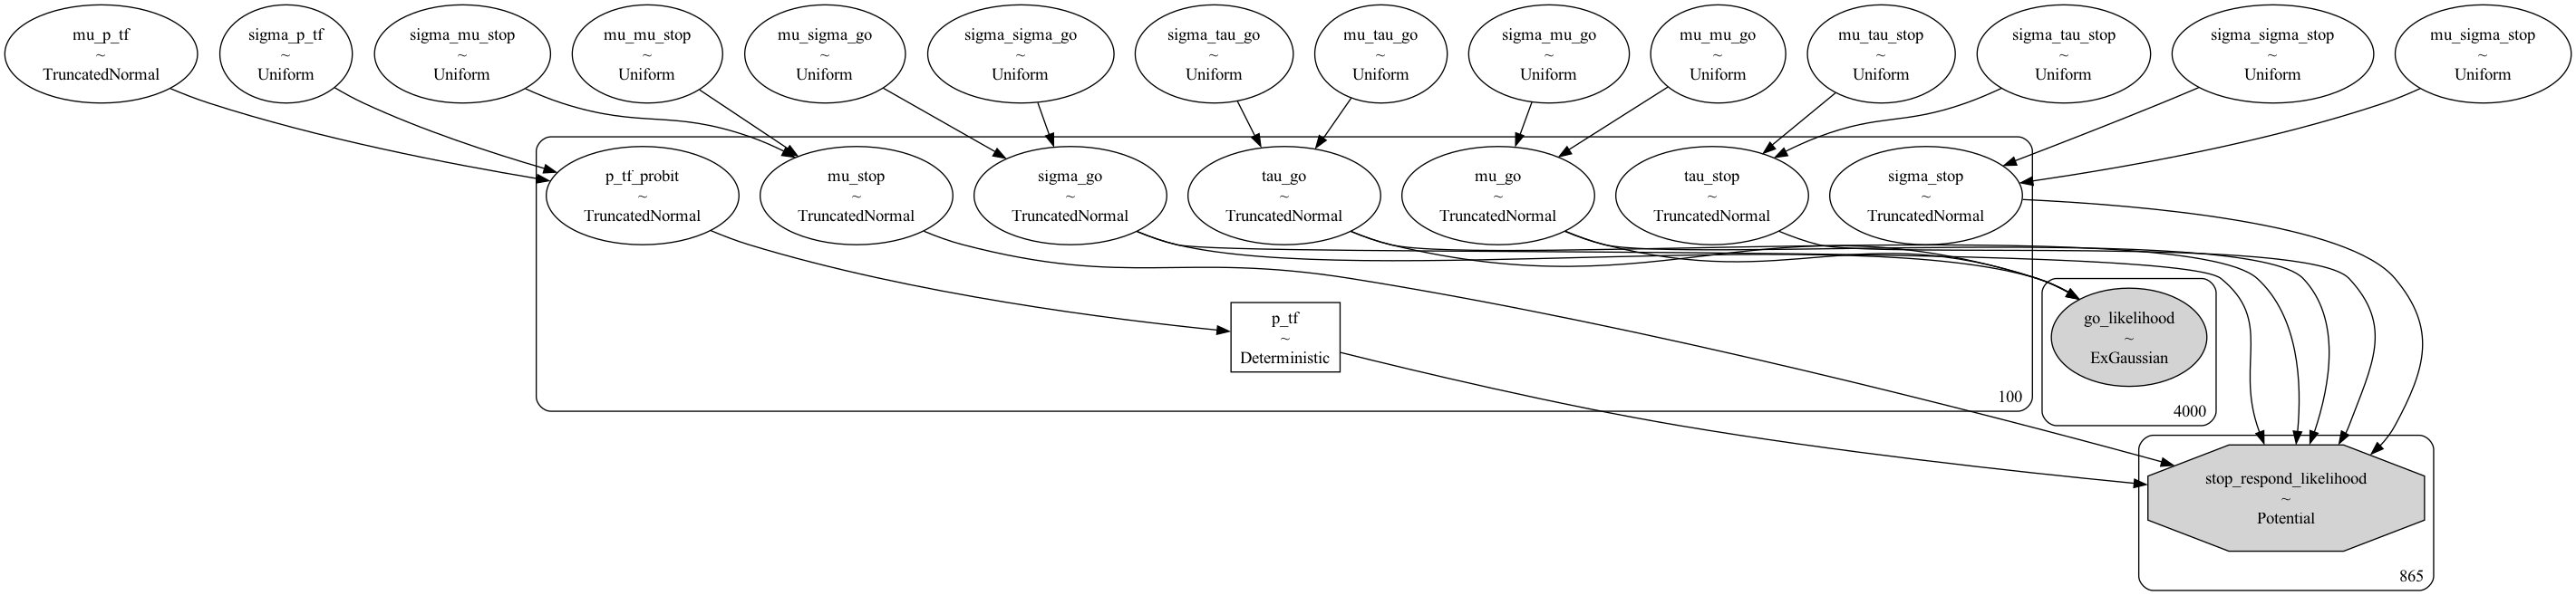 mu_p_tf
~
TruncatedNormal
sigma_p_tf
~
Uniform
sigma_mu_stop
~
Uniform
mu_mu_stop
~
Uniform
mu_sigma_go
~
Uniform
sigma_sigma_go
~
Uniform
sigma_tau_go
~
Uniform
mu_tau_go
~
Uniform
sigma_mu_go
~
Uniform
mu_mu_go
~
Uniform
mu_tau_stop
~
Uniform
sigma_tau_stop
~
Uniform
sigma_sigma_stop
~
Uniform
mu_sigma_stop
~
Uniform
p_tf_probit
~
TruncatedNormal
mu_stop
~
TruncatedNormal
sigma_go
~
TruncatedNormal
tau_go
~
TruncatedNormal
mu_go
~
TruncatedNormal
tau_stop
~
TruncatedNormal
sigma_stop
~
TruncatedNormal
p_tf
~
Deterministic
100
go_likelihood
~
ExGaussian
4000
stop_respond_likelihood
~
Potential
865